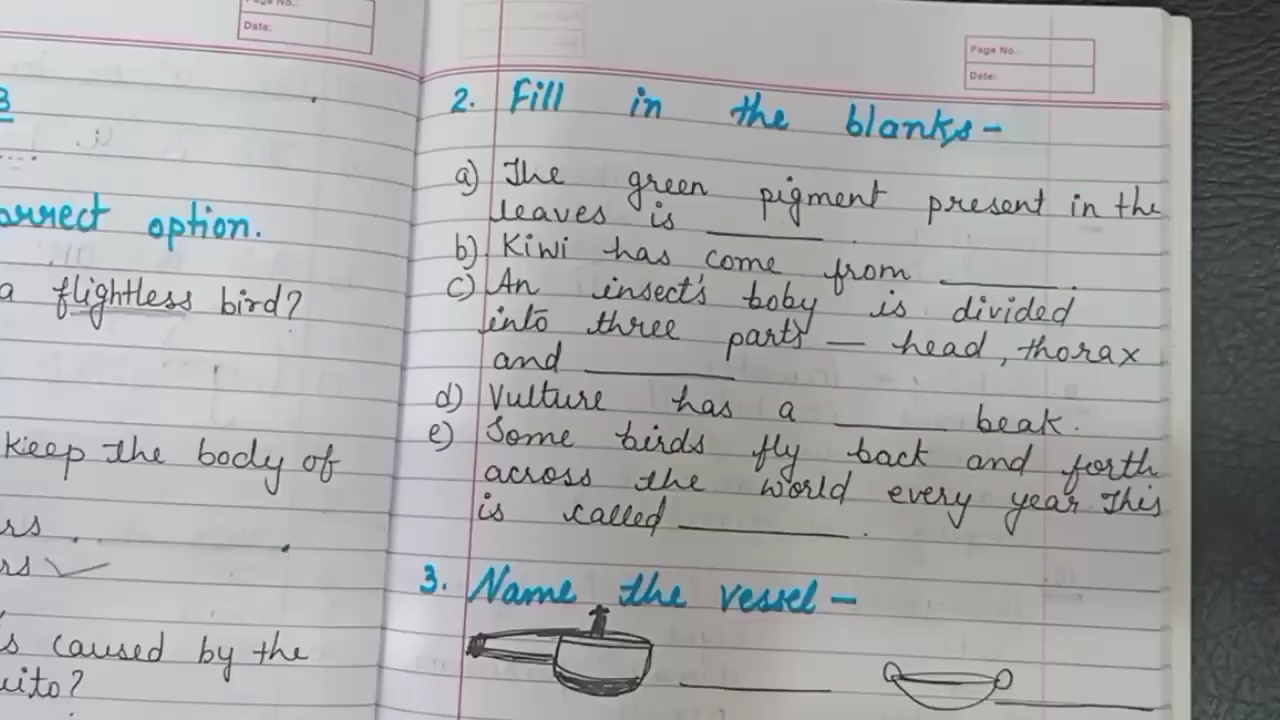 Page No..
Date:
3
orrect option.
a flightless bird?
Keep the body of
rs
rs
s caused by the
uito?
Page No.
Date:
2. Fill in the blanks-
a) The green pigment present in the
leaves is ______.
b) Kiwi has come from ______.
c) An insect's boby is divided
into three parts — head, thorax
and ______
d) Vulture has a ______ beak.
e) Some birds fly back and forth
across the world every year. This
is called ______.
3. Name the vessel-